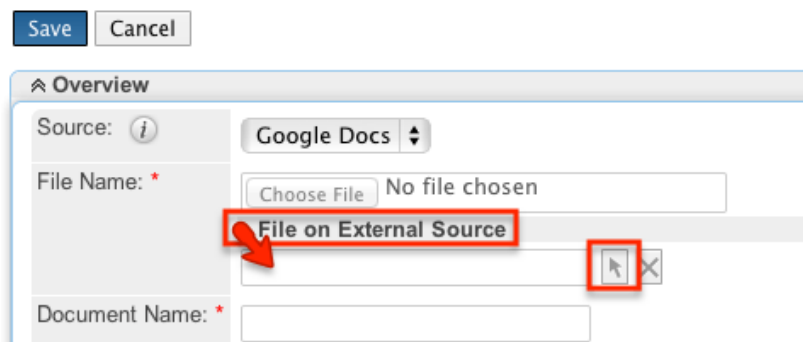 Save Cancel
Overview
Source: i Google Docs
File Name: * Choose File No file chosen
File on External Source
Document Name: *